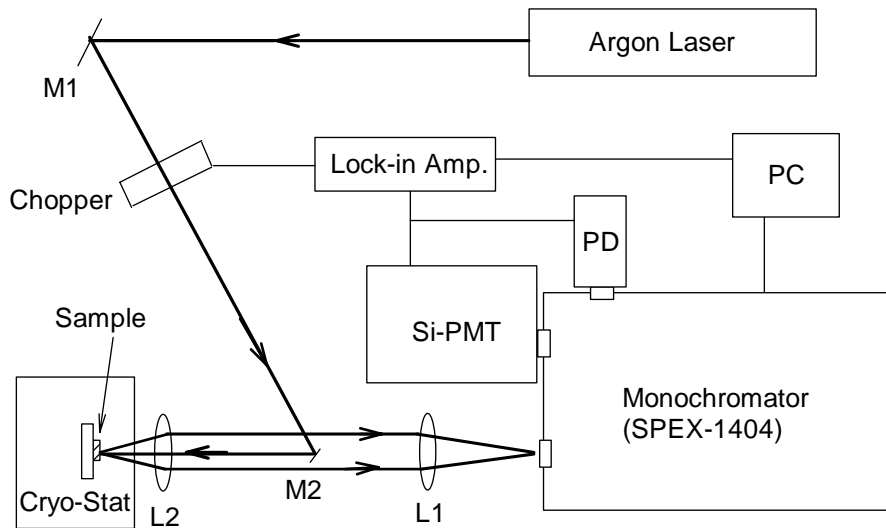 Argon Laser
M1
Lock-in Amp.
PC
Chopper
PD
Sample
Si-PMT
Monochromator
(SPEX-1404)
M2
Cryo-Stat
L2
L1